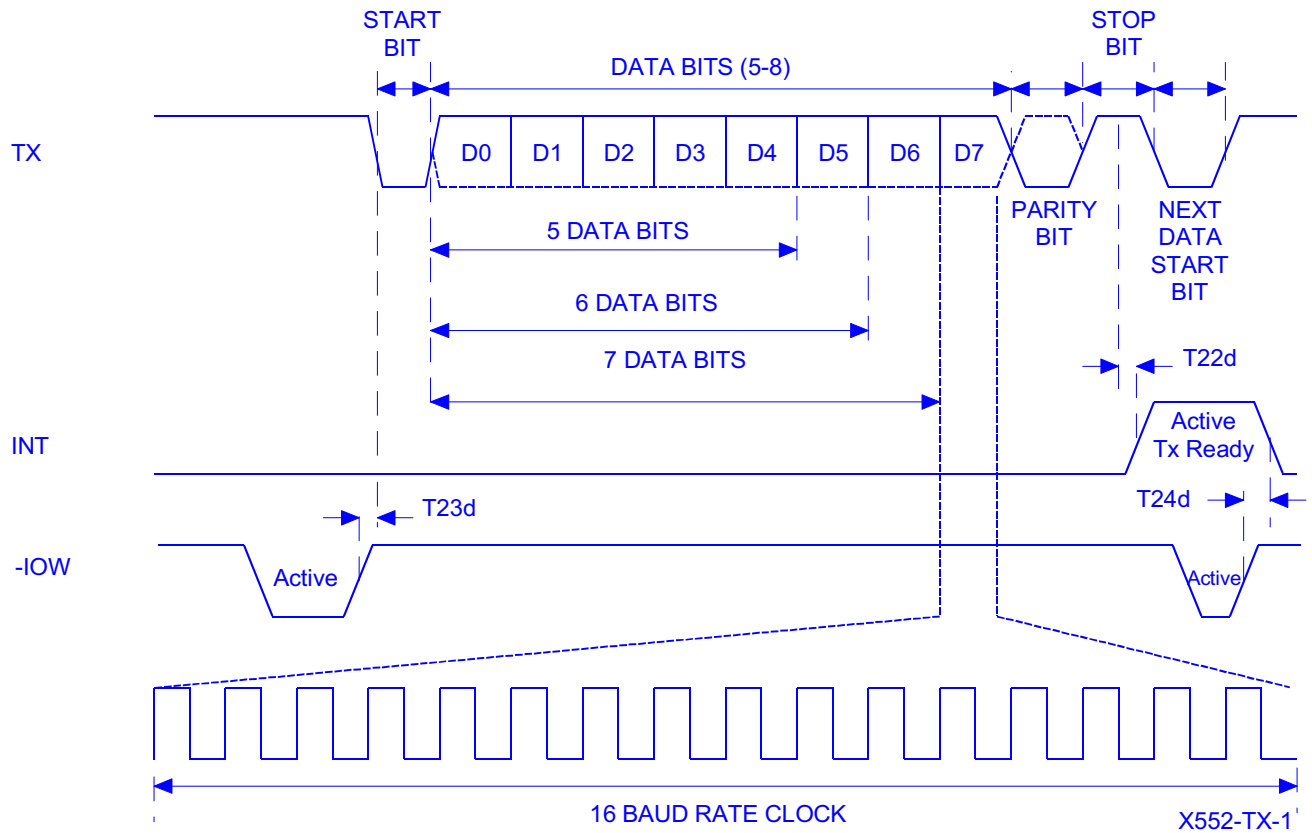 START
BIT
STOP
BIT
DATA BITS (5-8)
TX
D0 D1 D2 D3 D4 D5 D6 D7
PARITY
BIT
NEXT
DATA
START
BIT
5 DATA BITS
6 DATA BITS
7 DATA BITS
T22d
INT
Active
Tx Ready
T23d
T24d
-IOW
Active
Active
16 BAUD RATE CLOCK
X552-TX-1